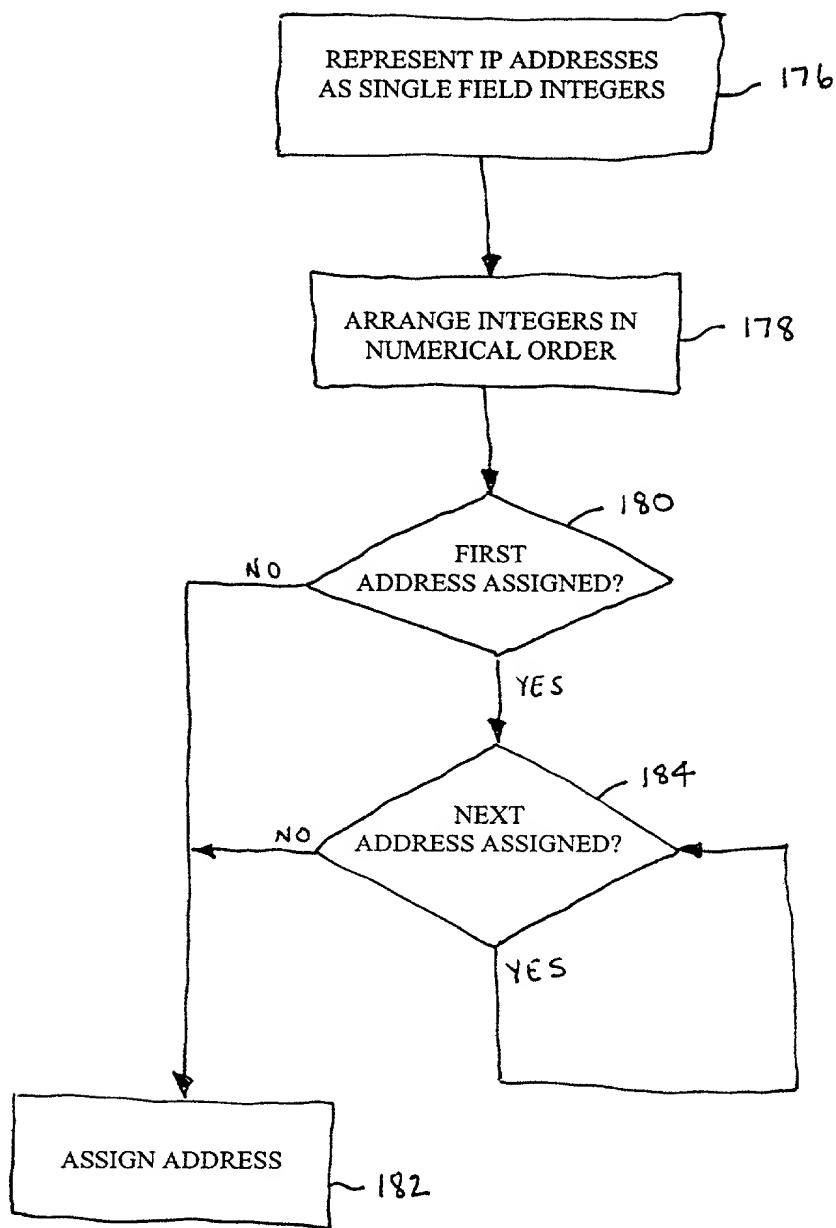 REPRESENT IP ADDRESSES
AS SINGLE FIELD INTEGERS
176
ARRANGE INTEGERS IN
NUMERICAL ORDER
178
180
FIRST
ADDRESS ASSIGNED?
NO
YES
184
NEXT
ADDRESS ASSIGNED?
NO
YES
ASSIGN ADDRESS
182